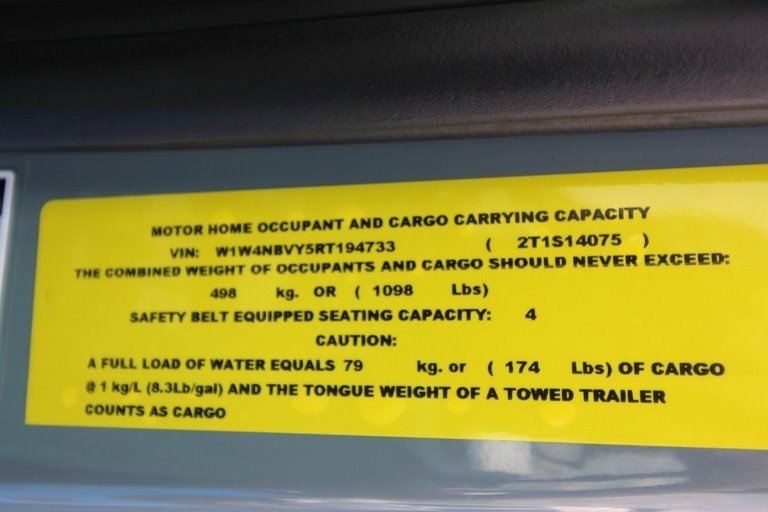 MOTOR HOME OCCUPANT AND CARGO CARRYING CAPACITY
VIN: W1W4NBVY5RT194733 ( 2T1S14075 )
THE COMBINED WEIGHT OF OCCUPANTS AND CARGO SHOULD NEVER EXCEED:
498 kg. OR ( 1098 Lbs)
SAFETY BELT EQUIPPED SEATING CAPACITY: 4
CAUTION:
A FULL LOAD OF WATER EQUALS 79 kg. or ( 174 Lbs) OF CARGO
@ 1 kg/L (8.3Lb/gal) AND THE TONGUE WEIGHT OF A TOWED TRAILER
COUNTS AS CARGO